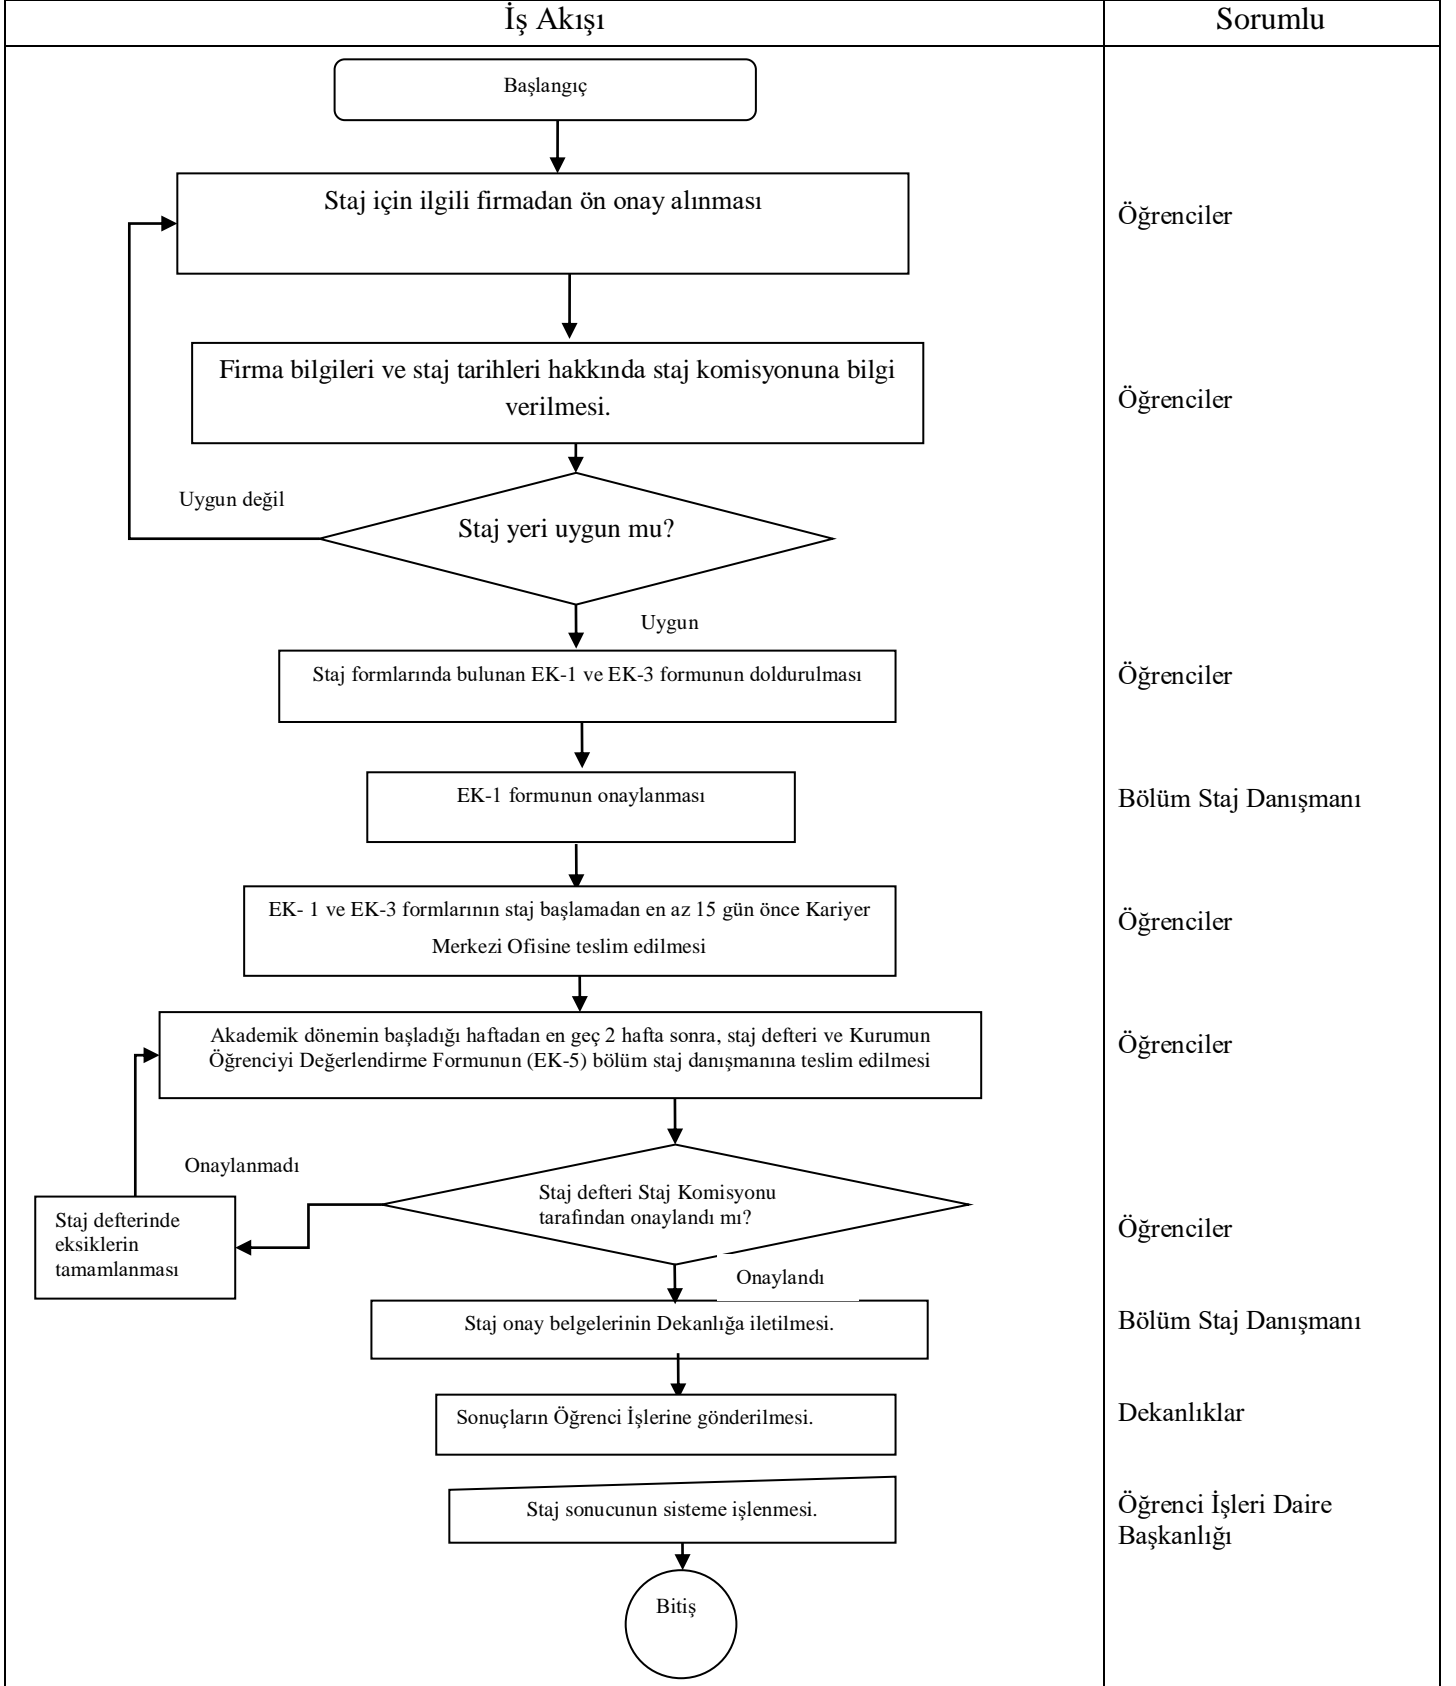 İş Akışı
Sorumlu
Başlangıç
Staj için ilgili firmadan ön onay alınması
Öğrenciler
Firma bilgileri ve staj tarihleri hakkında staj komisyonuna bilgi
verilmesi.
Öğrenciler
Uygun değil
Staj yeri uygun mu?
Uygun
Staj formlarında bulunan EK-1 ve EK-3 formunun doldurulması
Öğrenciler
EK-1 formunun onaylanması
Bölüm Staj Danışmanı
EK- 1 ve EK-3 formlarının staj başlamadan en az 15 gün önce Kariyer
Merkezi Ofisine teslim edilmesi
Öğrenciler
Akademik dönemin başladığı haftadan en geç 2 hafta sonra, staj defteri ve Kurumun
Öğrenciyi Değerlendirme Formunun (EK-5) bölüm staj danışmanına teslim edilmesi
Öğrenciler
Onaylanmadı
Staj defteri Staj Komisyonu
tarafından onaylandı mı?
Staj defterinde
eksiklerin
tamamlanması
Öğrenciler
Onaylandı
Staj onay belgelerinin Dekanlığa iletilmesi.
Bölüm Staj Danışmanı
Sonuçların Öğrenci İşlerine gönderilmesi.
Dekanlıklar
Staj sonucunun sisteme işlenmesi.
Öğrenci İşleri Daire
Başkanlığı
Bitiş